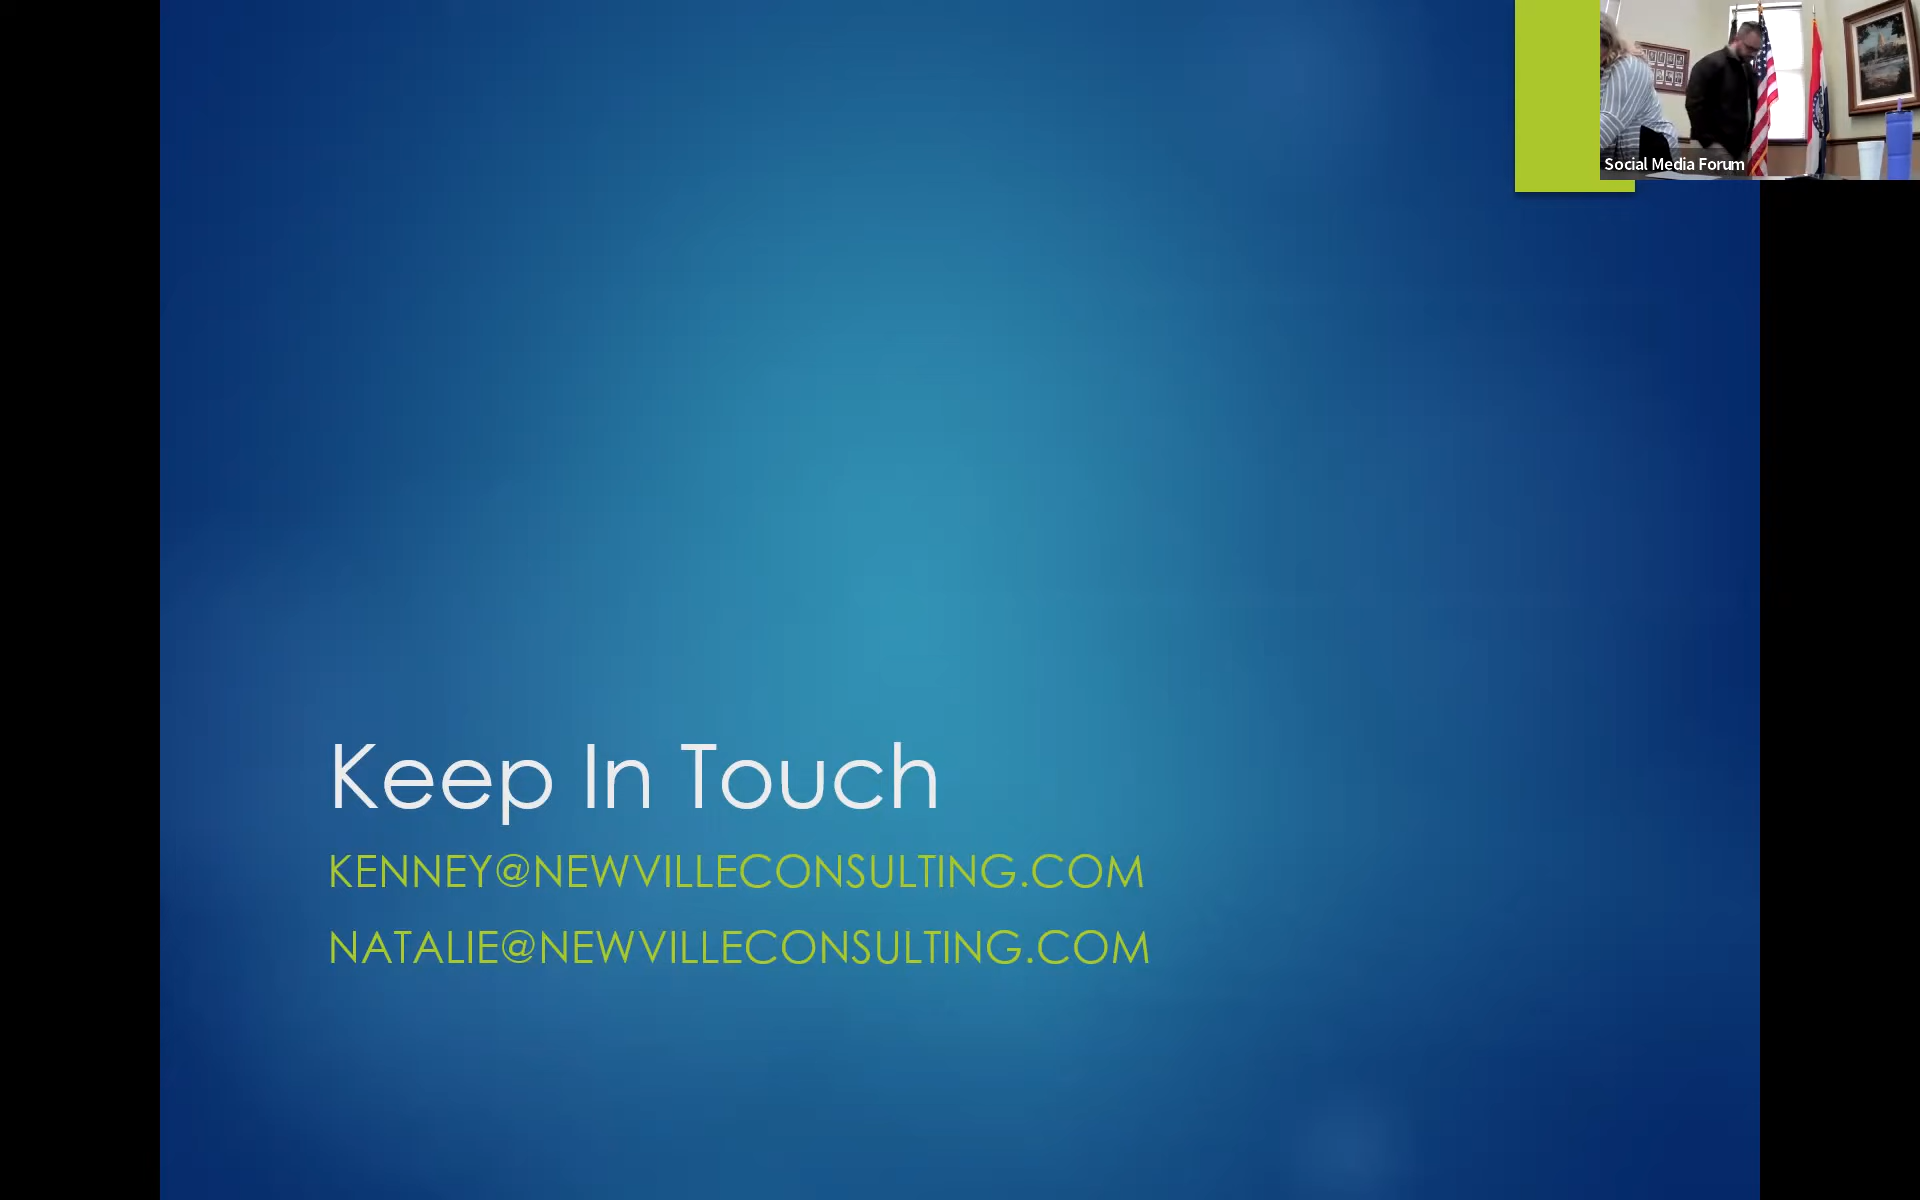 Social Media Forum
Keep In Touch
KENNEY@NEWVILLECONSULTING.COM
NATALIE@NEWVILLECONSULTING.COM